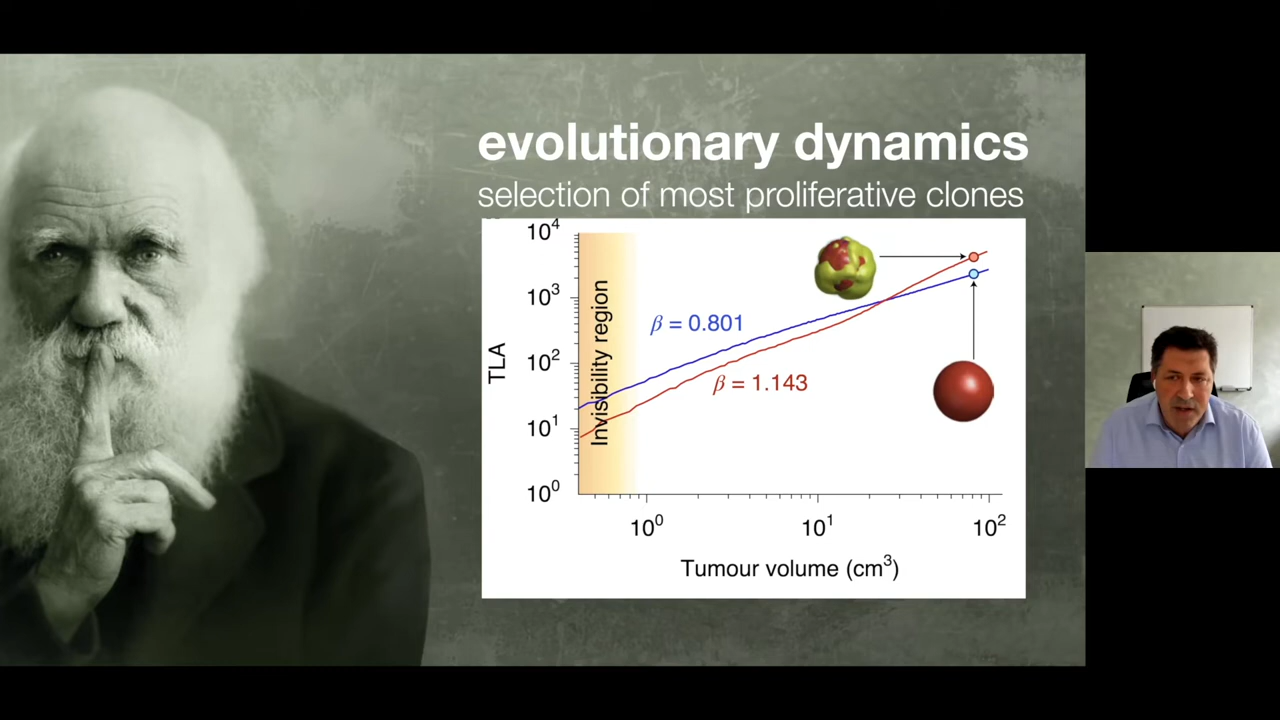 evolutionary dynamics
selection of most proliferative clones
10⁴
10³
10²
10¹
10⁰
TLA
Invisibility region
β = 0.801
β = 1.143
10⁰
10¹
10²
Tumour volume (cm³)